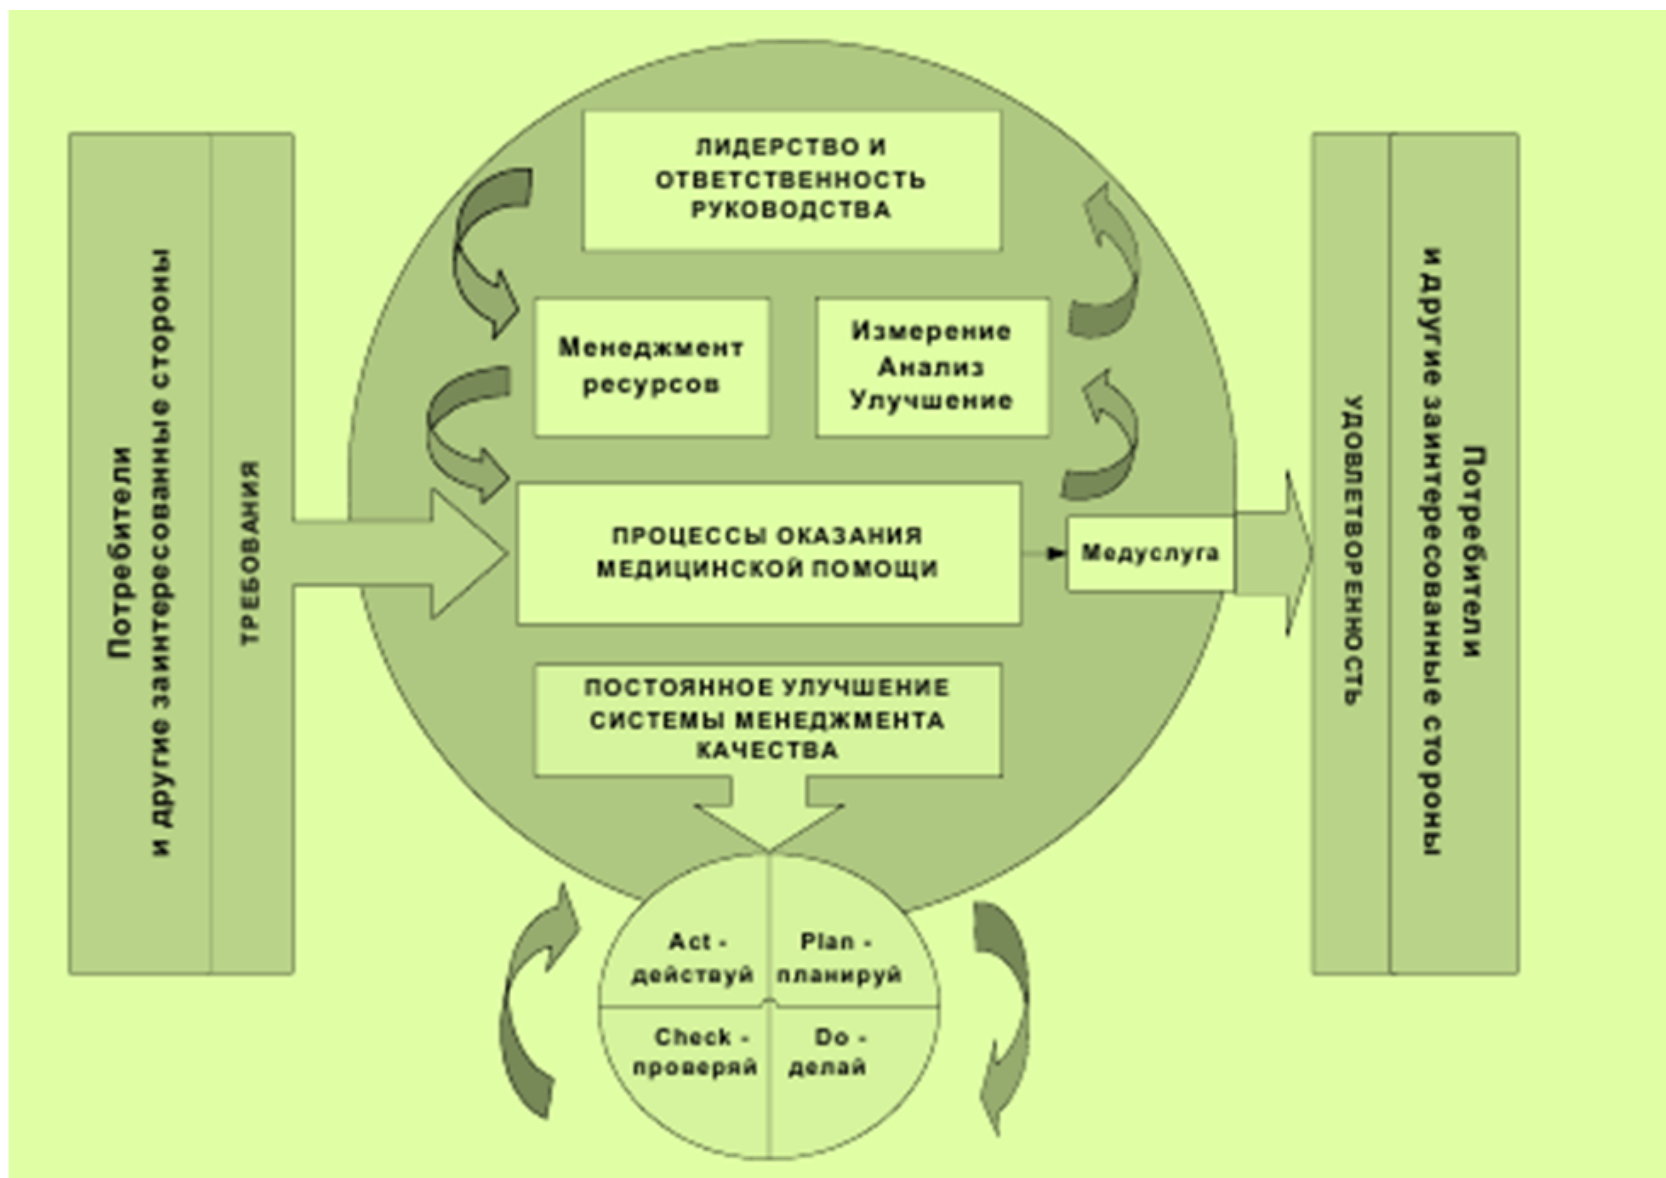 Потребители
и другие заинтересованные стороны
ТРЕБОВАНИЯ
ЛИДЕРСТВО И
ОТВЕТСТВЕННОСТЬ
РУКОВОДСТВА
Менеджмент
ресурсов
Измерение
Анализ
Улучшение
ПРОЦЕССЫ ОКАЗАНИЯ
МЕДИЦИНСКОЙ ПОМОЩИ
Медуслуга
ПОСТОЯННОЕ УЛУЧШЕНИЕ
СИСТЕМЫ МЕНЕДЖМЕНТА
КАЧЕСТВА
Act -
действуй
Plan -
планируй
Check -
проверяй
Do -
делай
УДОВЛЕТВОРЕННОСТЬ
Потребители
и другие заинтересованные стороны